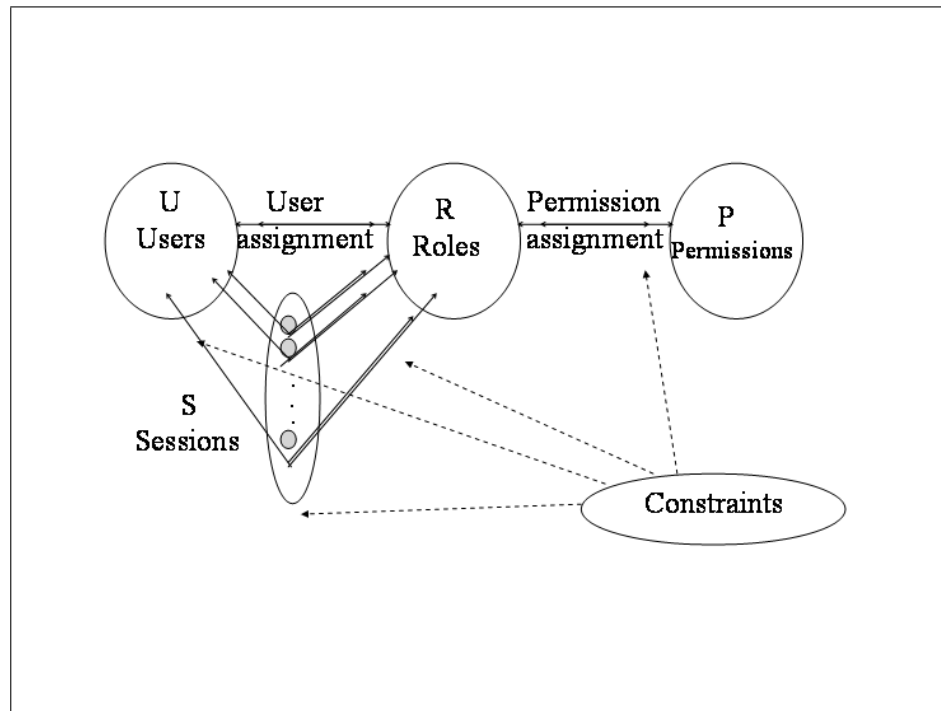 U
Users
User
assignment
R
Roles
Permission
assignment
P
Permissions
S
Sessions
Constraints